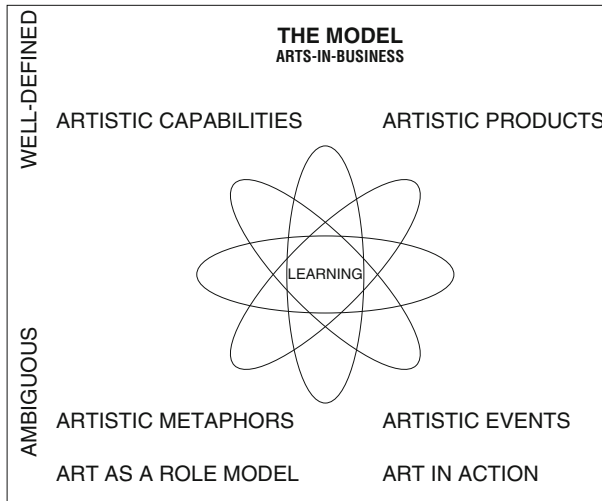 THE MODEL
ARTS-IN-BUSINESS
WELL-DEFINED
ARTISTIC CAPABILITIES
ARTISTIC PRODUCTS
LEARNING
AMBIGUOUS
ARTISTIC METAPHORS
ARTISTIC EVENTS
ART AS A ROLE MODEL
ART IN ACTION